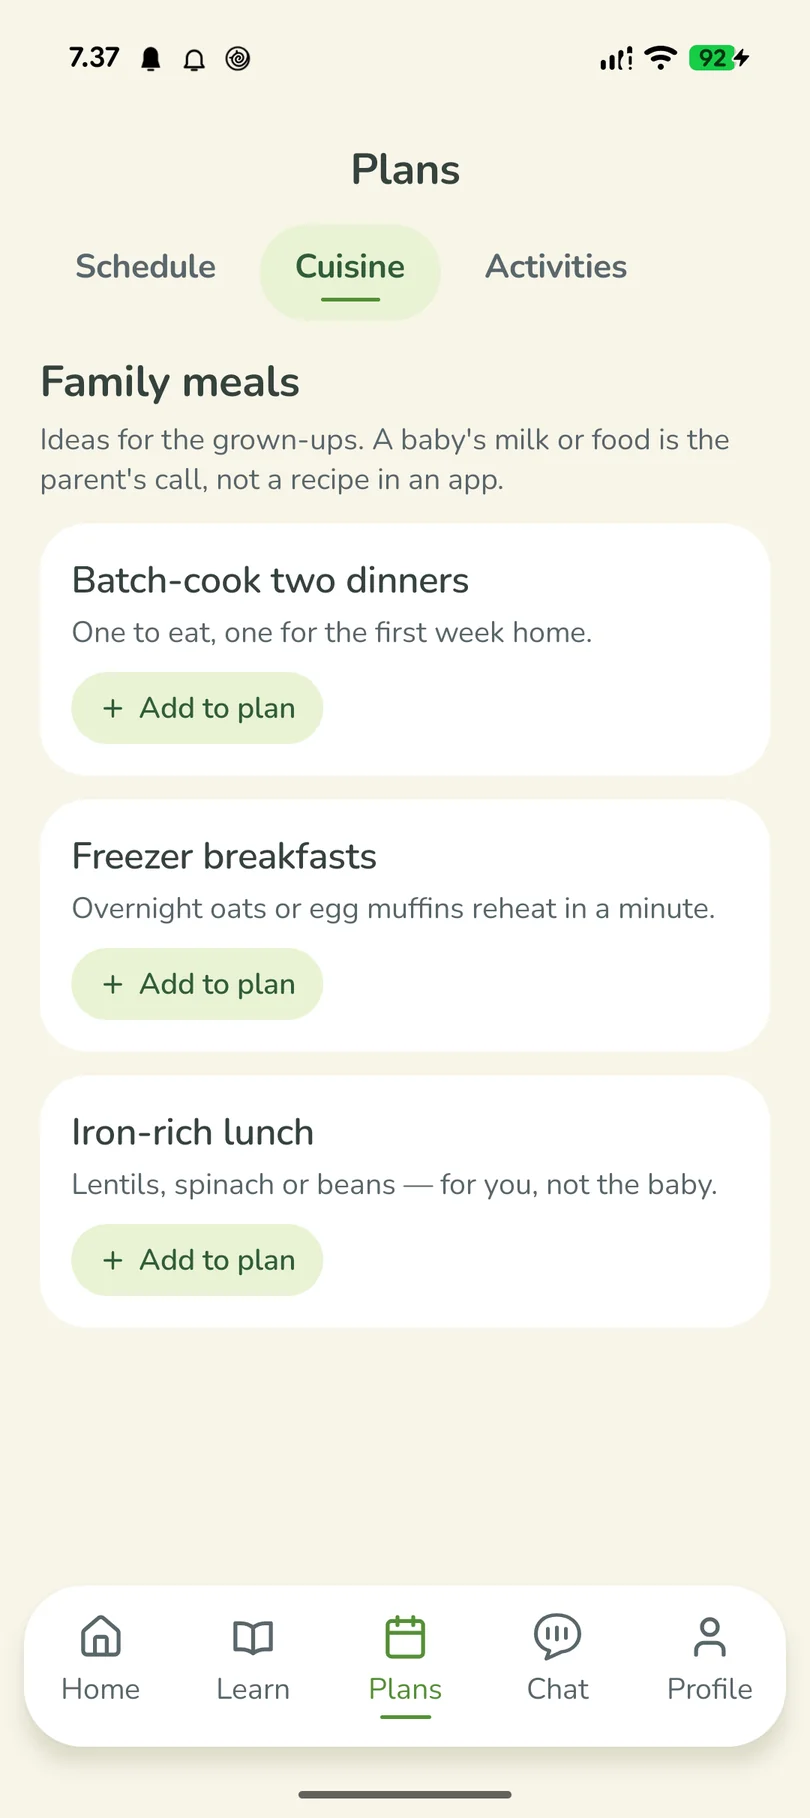 7.37
92
Plans
Schedule Cuisine Activities
Family meals
Ideas for the grown-ups. A baby's milk or food is the
parent's call, not a recipe in an app.
Batch-cook two dinners
One to eat, one for the first week home.
+ Add to plan
Freezer breakfasts
Overnight oats or egg muffins reheat in a minute.
+ Add to plan
Iron-rich lunch
Lentils, spinach or beans — for you, not the baby.
+ Add to plan
Home Learn Plans Chat Profile